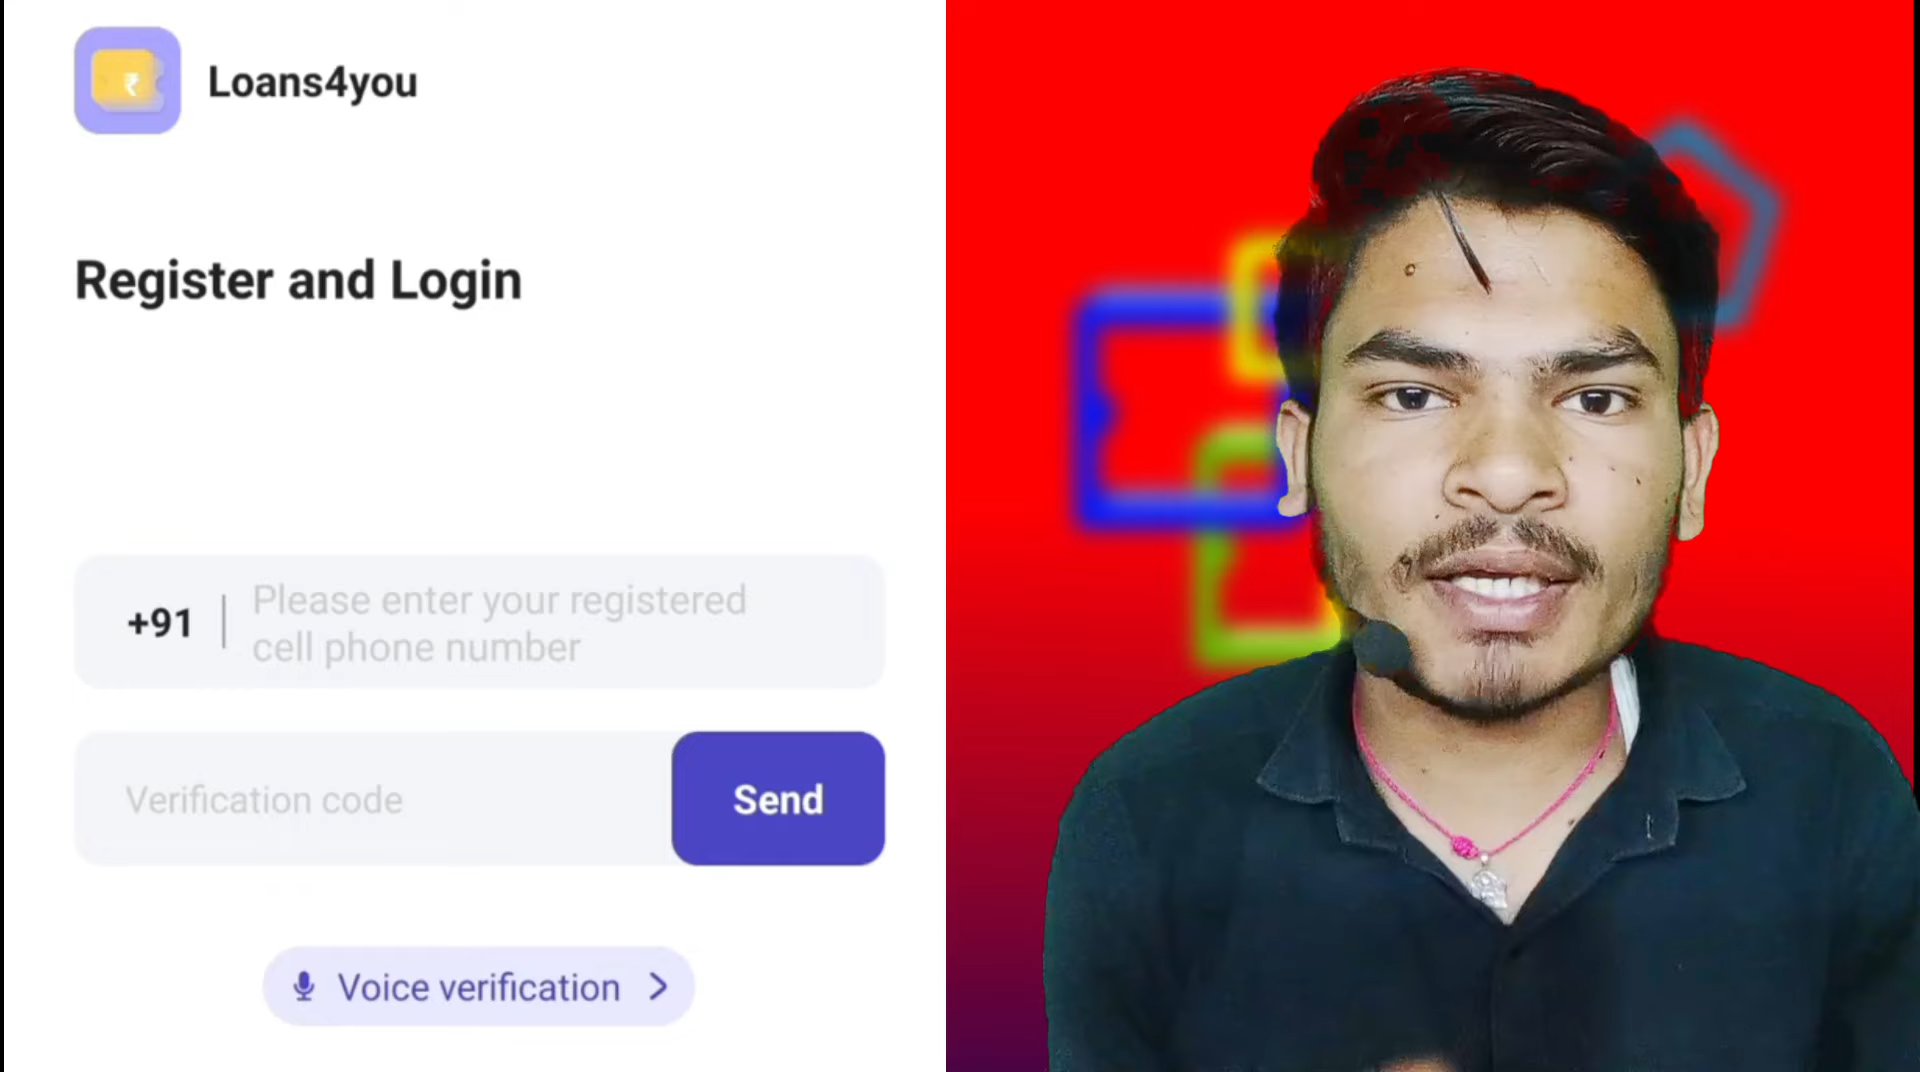 ₹
Loans4you
Register and Login
+91
Please enter your registered
cell phone number
Verification code
Send
Voice verification